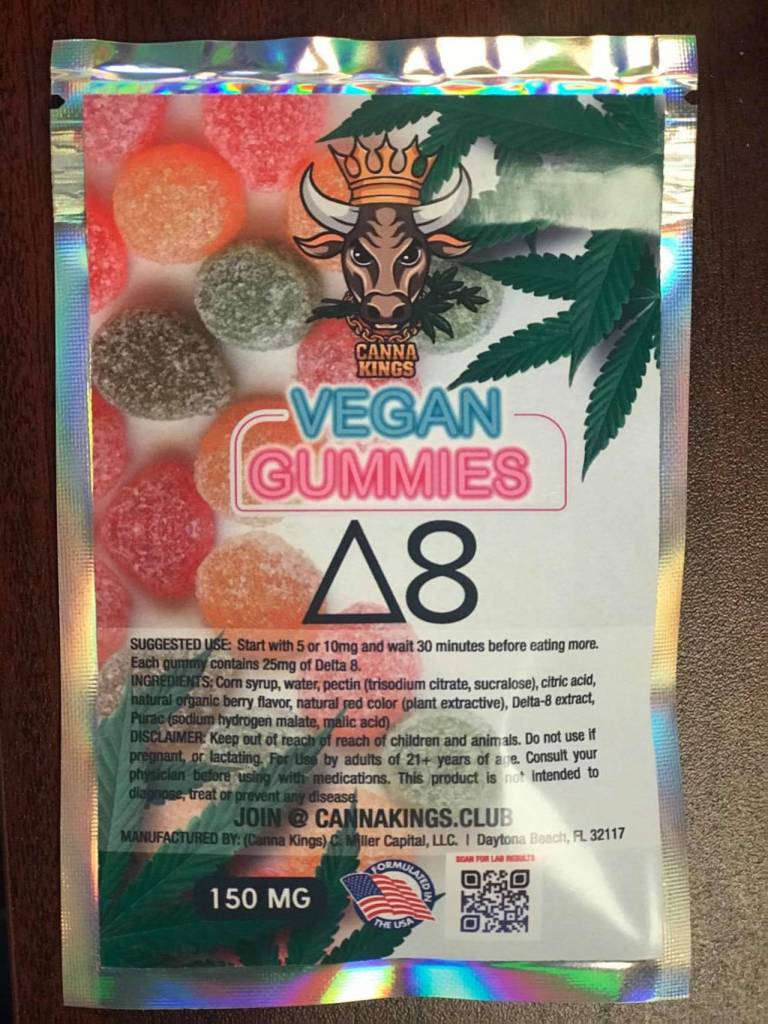 CANNA
KINGS
VEGAN
GUMMIES
Δ8
SUGGESTED USE: Start with 5 or 10mg and wait 30 minutes before eating more.
Each gummy contains 25mg of Delta 8.
INGREDIENTS: Corn syrup, water, pectin (trisodium citrate, sucralose), citric acid,
natural organic berry flavor, natural red color (plant extractive), Delta-8 extract,
Purac (sodium hydrogen malate, malic acid)
DISCLAIMER: Keep out of reach of reach of children and animals. Do not use if
pregnant, or lactating. For Use by adults of 21+ years of age. Consult your
physician before using with medications. This product is not intended to
diagnose, treat or prevent any disease.
JOIN @ CANNAKINGS.CLUB
MANUFACTURED BY: (Canna Kings) C. Miller Capital, LLC. | Daytona Beach, FL 32117
SCAN FOR LAB RESULTS
150 MG
FORMULATED IN
THE USA